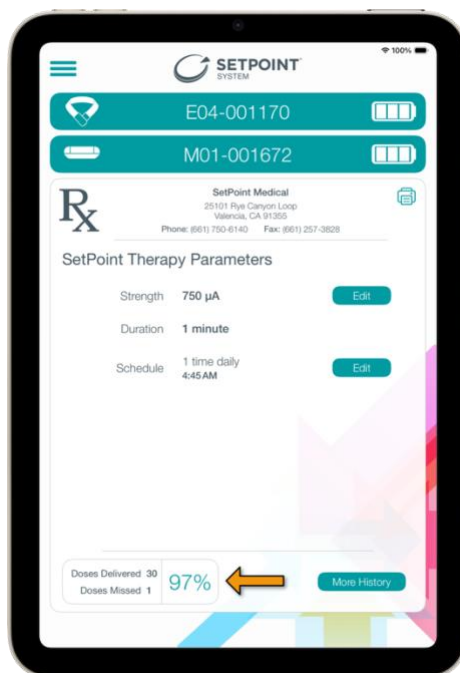 100%
SETPOINT
SYSTEM
E04-001170
M01-001672
Rx
SetPoint Medical
25101 Rye Canyon Loop
Valencia, CA 91355
Phone: (661) 750-6140 Fax: (661) 257-3828
SetPoint Therapy Parameters
Strength 750 µA Edit
Duration 1 minute
Schedule 1 time daily Edit
4:45 AM
Doses Delivered 30
Doses Missed 1
97%
More History